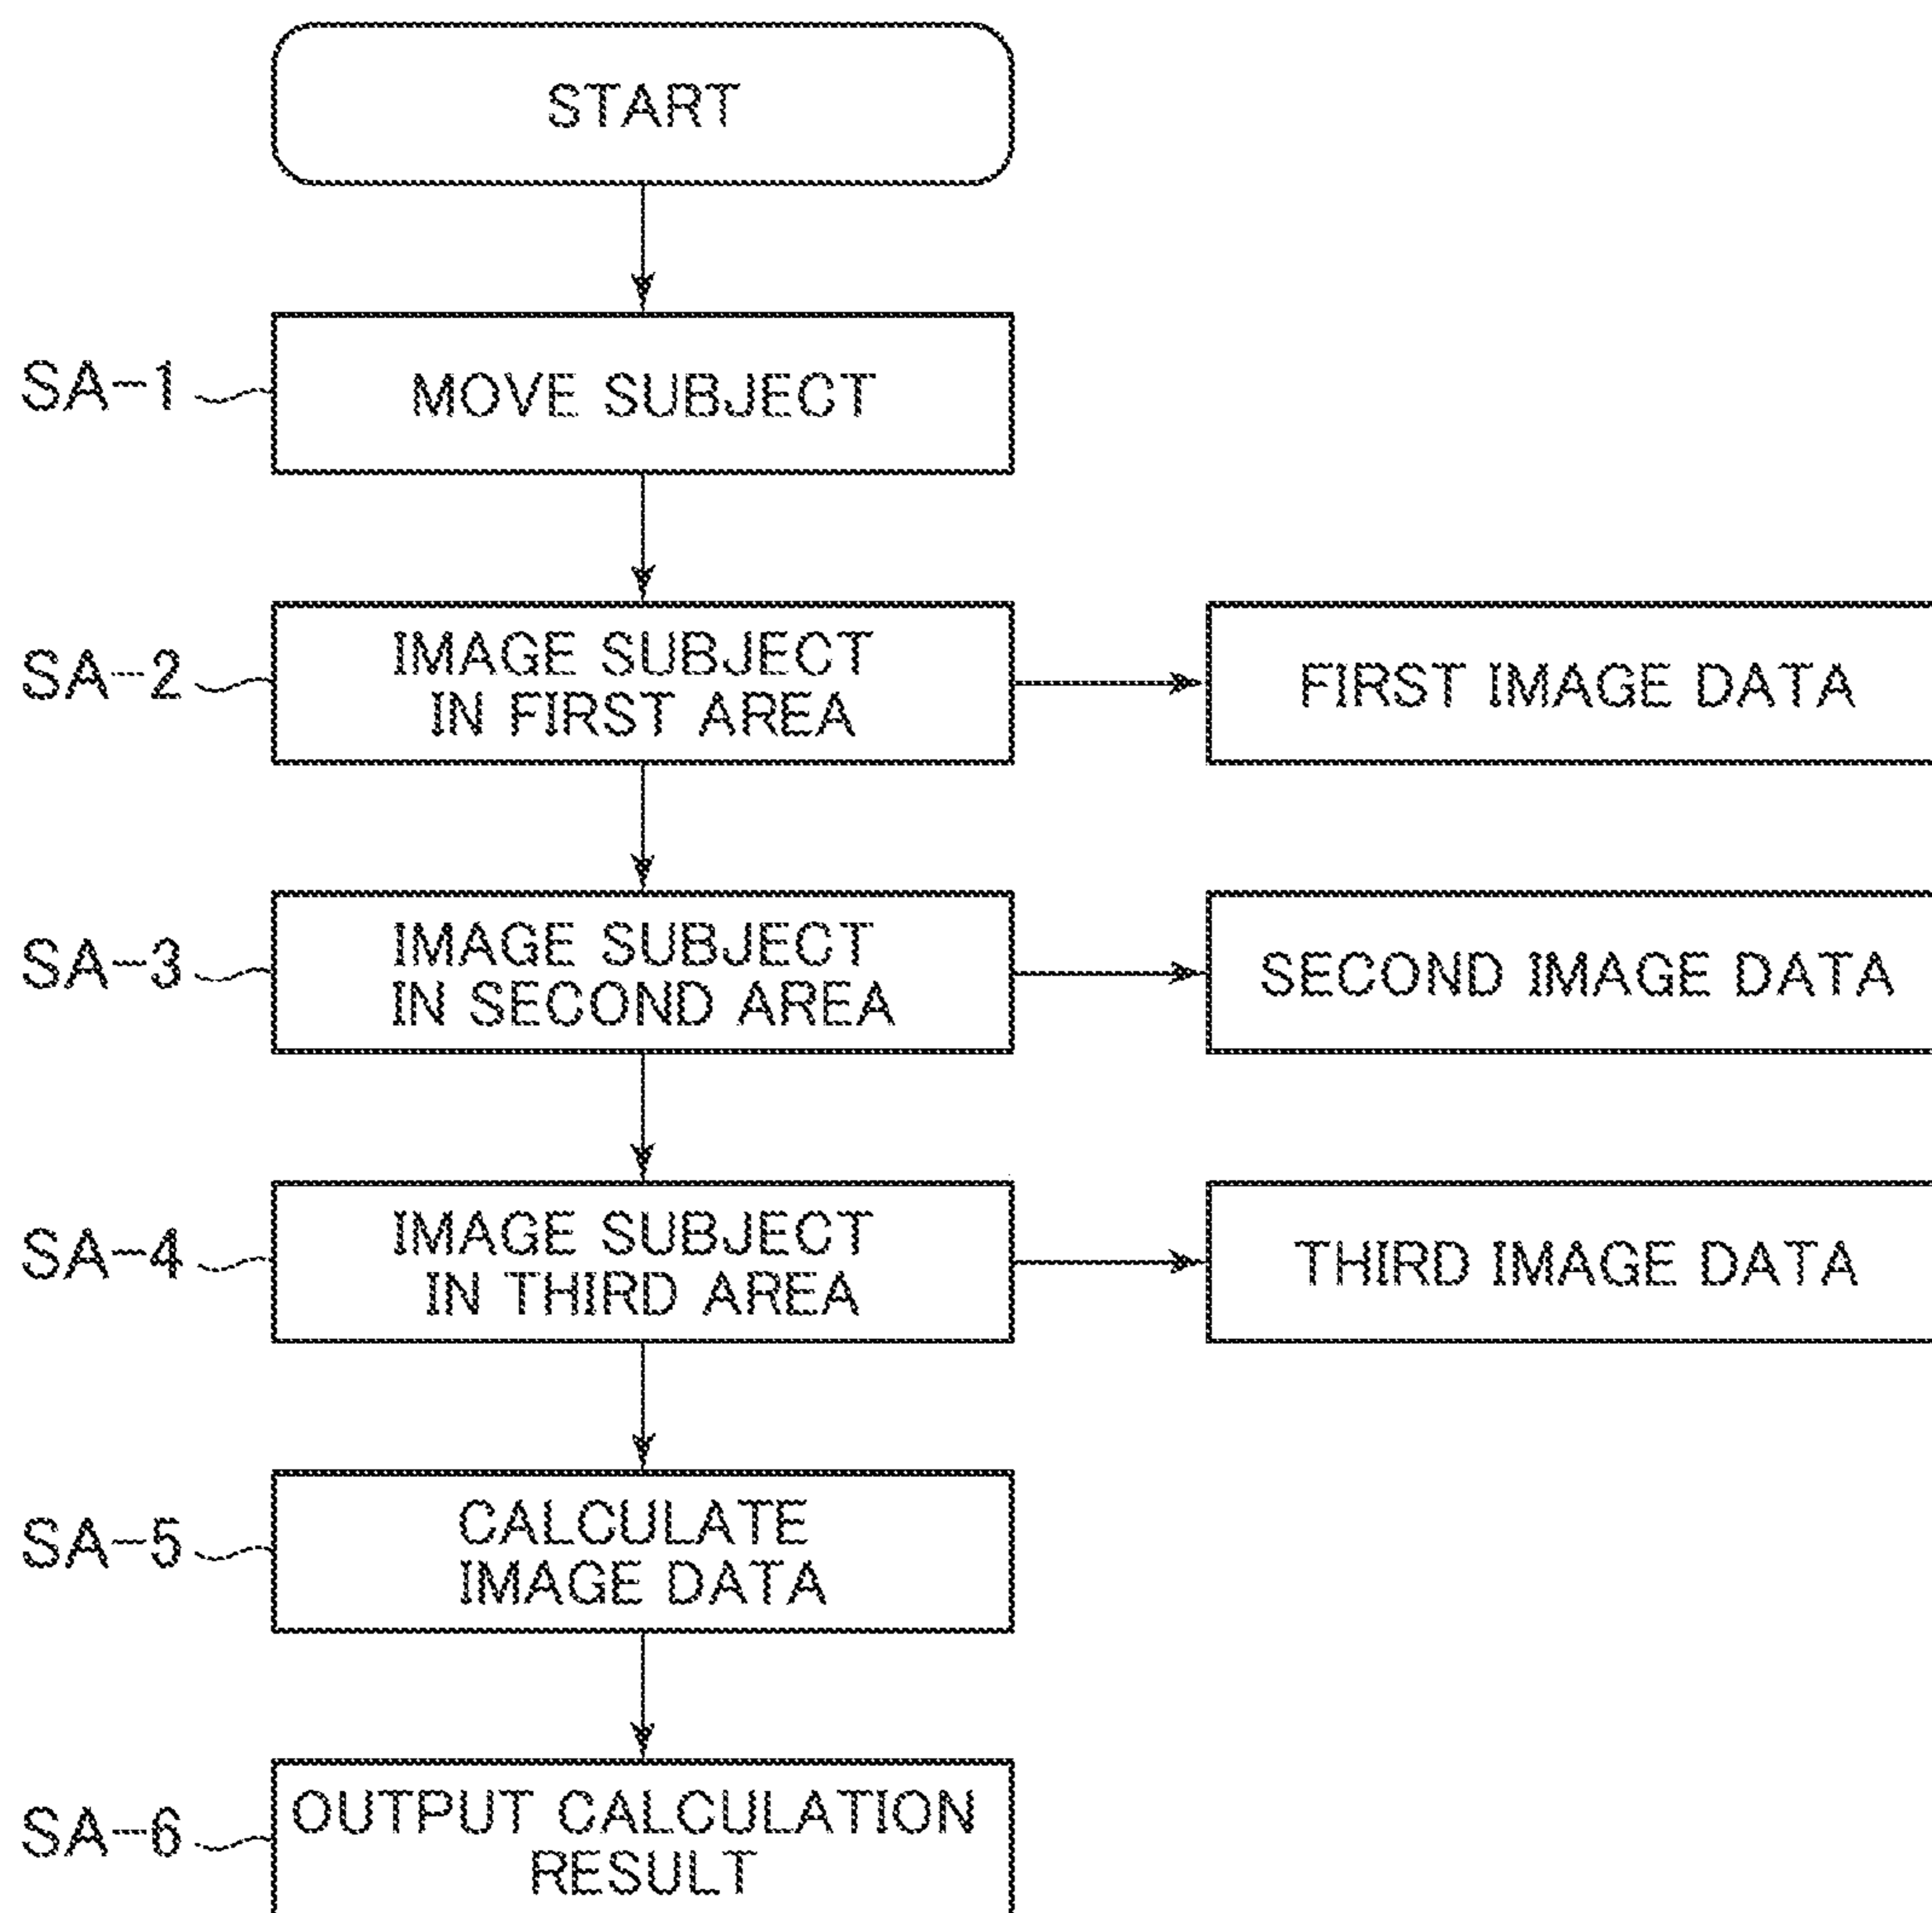 START
SA-1
MOVE SUBJECT
SA-2
IMAGE SUBJECT
IN FIRST AREA
FIRST IMAGE DATA
SA-3
IMAGE SUBJECT
IN SECOND AREA
SECOND IMAGE DATA
SA-4
IMAGE SUBJECT
IN THIRD AREA
THIRD IMAGE DATA
SA-5
CALCULATE
IMAGE DATA
SA-6
OUTPUT CALCULATION
RESULT